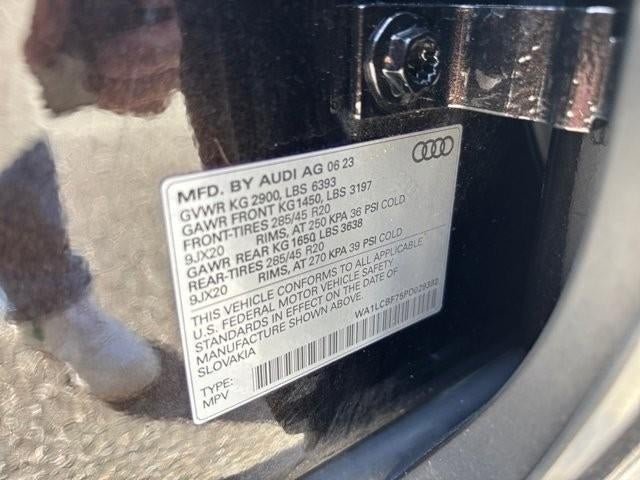 MFD. BY AUDI AG 06 23
GVWR KG 2900, LBS 6393
GAWR FRONT KG1450, LBS 3197
FRONT-TIRES 285/45 R20
9JX20 RIMS, AT 250 KPA 36 PSI COLD
GAWR REAR KG 1650, LBS 3638
REAR-TIRES 285/45 R20
9JX20 RIMS, AT 270 KPA 39 PSI COLD
THIS VEHICLE CONFORMS TO ALL APPLICABLE
U.S. FEDERAL MOTOR VEHICLE SAFETY
STANDARDS IN EFFECT ON THE DATE OF
MANUFACTURE SHOWN ABOVE.
SLOVAKIA
WA1LCBF75PD029382
TYPE:
MPV